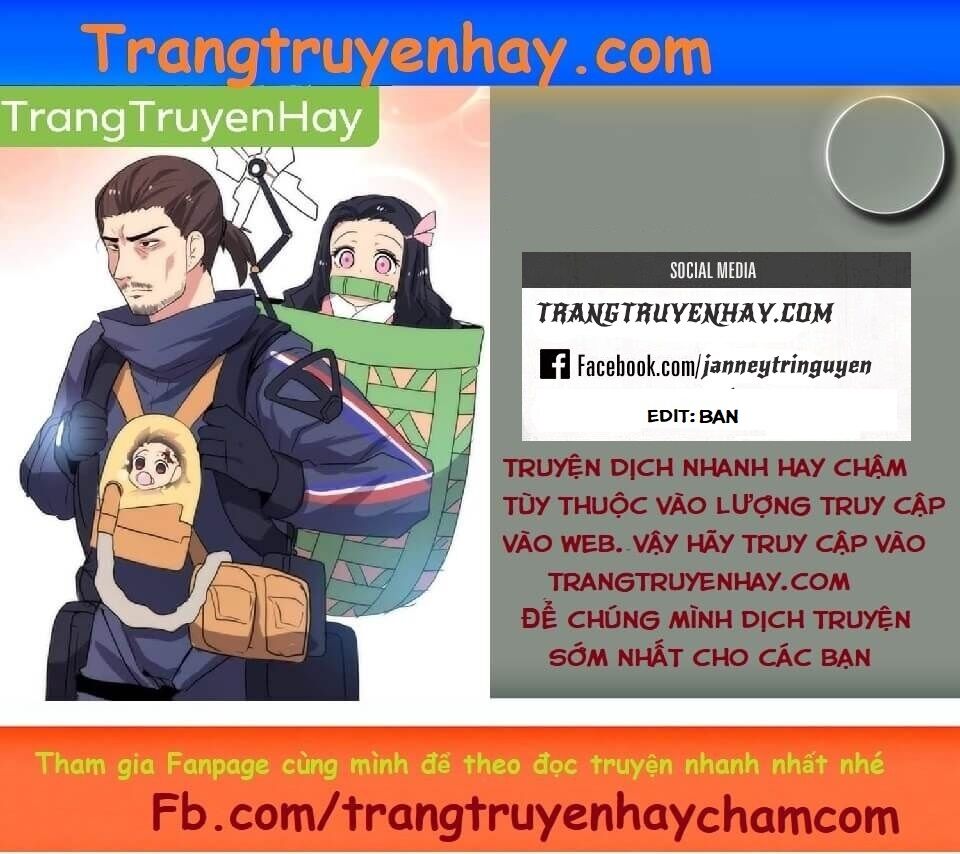 Trangtruyenhay.com
TrangTruyenHay
SOCIAL MEDIA
TRANGTRUYENHAY.COM
f Facebook.com/janneytringuyen
EDIT: BAN
TRUYỆN DỊCH NHANH HAY CHẬM
TÙY THUỘC VÀO LƯỢNG TRUY CẬP
VÀO WEB. VẬY HÃY TRUY CẬP VÀO
TRANGTRUYENHAY.COM
ĐỂ CHÚNG MÌNH DỊCH TRUYỆN
SỚM NHẤT CHO CÁC BẠN
Tham gia Fanpage cùng mình để theo đọc truyện nhanh nhất nhé
Fb.com/trangtruyenhaychamcom